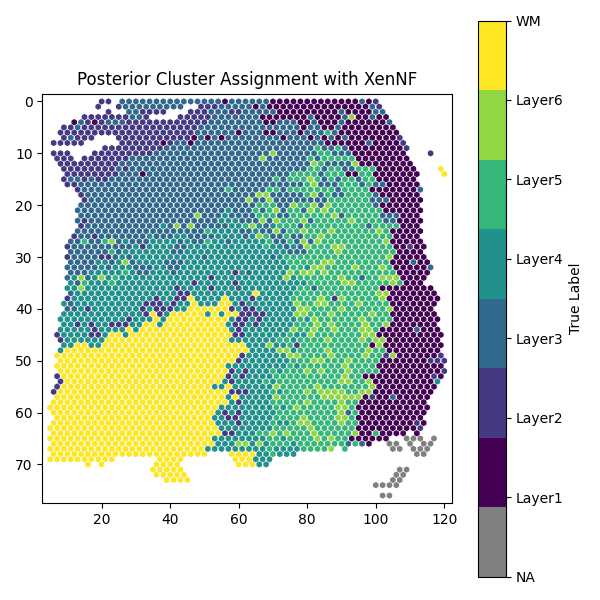 Posterior Cluster Assignment with XenNF
0
10
20
30
40
50
60
70
20
40
60
80
100
120
WM
Layer6
Layer5
Layer4
Layer3
Layer2
Layer1
NA
True Label